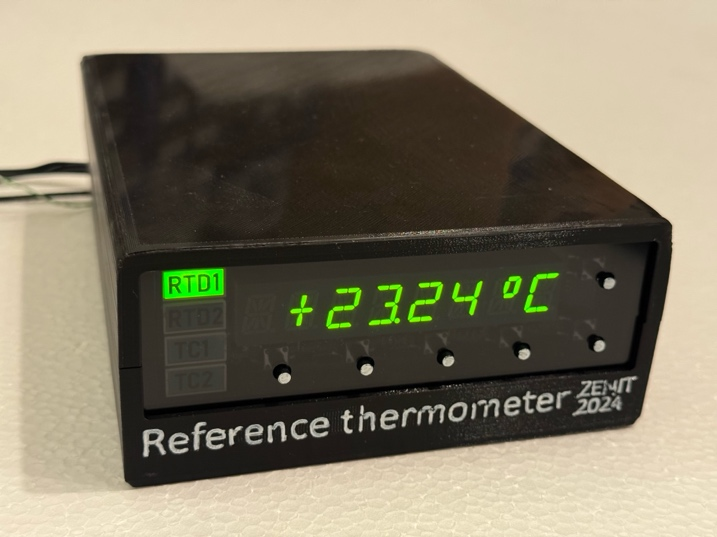 RTD1
RTD2
TC1
TC2
+23.24 °C
Reference thermometer
ZENIT
2024